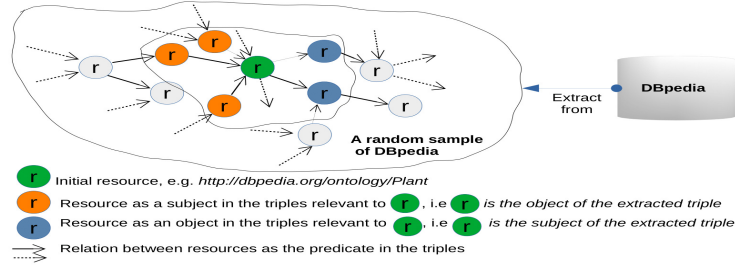 r
r
r
r
r
r
r
r
r
r
r
DBpedia
Extract
from
A random sample
of DBpedia
r Initial resource, e.g. http://dbpedia.org/ontology/Plant
r Resource as a subject in the triples relevant to r , i.e r is the object of the extracted triple
r Resource as an object in the triples relevant to r , i.e r is the subject of the extracted triple
Relation between resources as the predicate in the triples